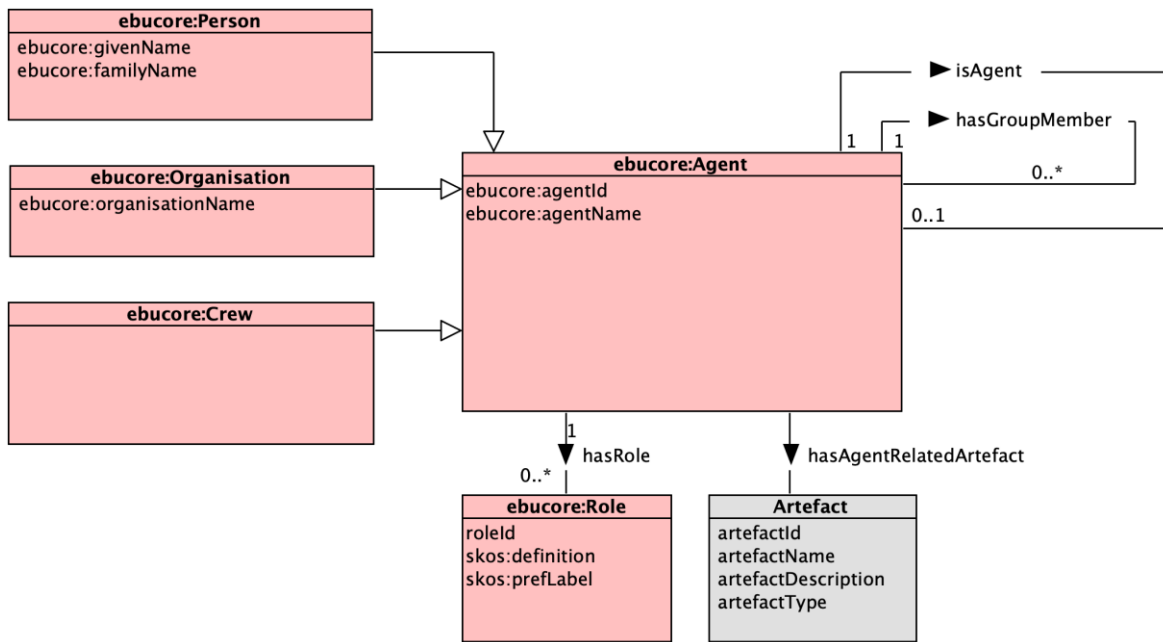 ebucore:Person
ebucore:givenName
ebucore:familyName
isAgent
hasGroupMember
1
1
ebucore:Organisation
ebucore:organisationName
ebucore:Agent
ebucore:agentId
ebucore:agentName
0..*
0..1
ebucore:Crew
1
hasRole
0..*
hasAgentRelatedArtefact
ebucore:Role
roleId
skos:definition
skos:prefLabel
Artefact
artefactId
artefactName
artefactDescription
artefactType